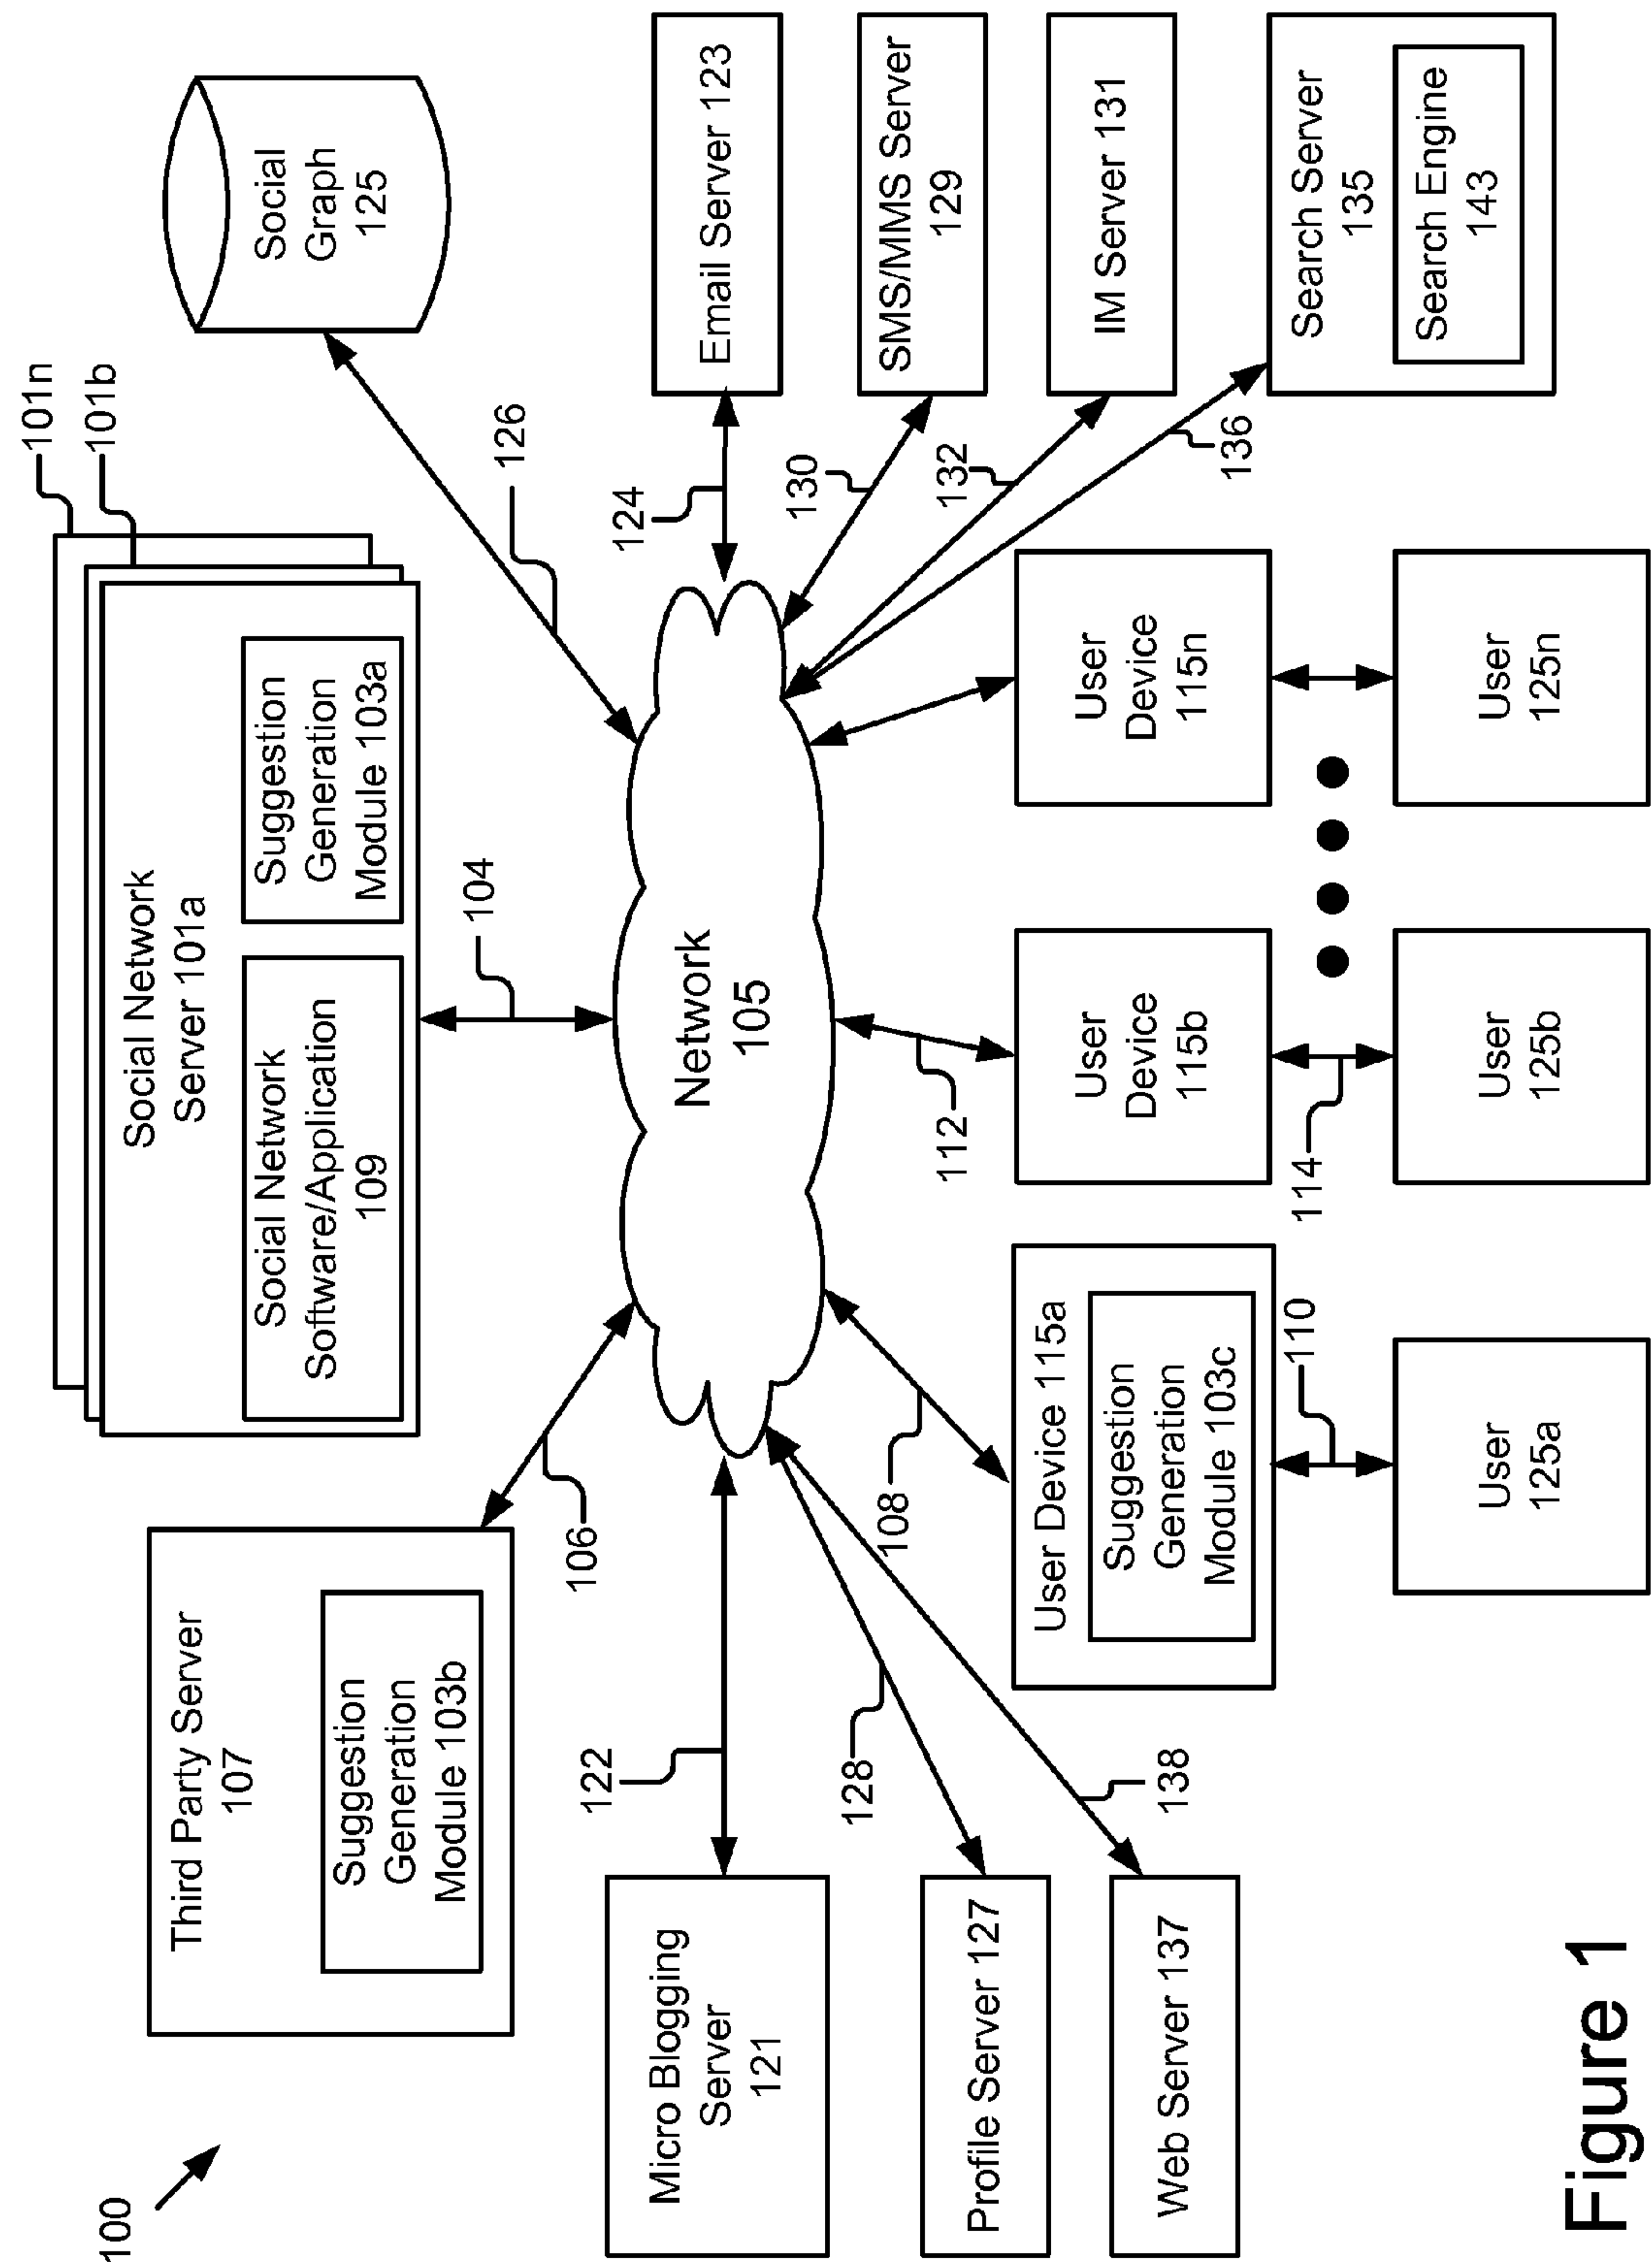 100
101n
101b
Third Party Server
107
Suggestion
Generation
Module 103b
Social Network
Server 101a
Social Network
Software/Application
109
Suggestion
Generation
Module 103a
Social
Graph
125
106
104
126
Micro Blogging
Server
121
122
Network
105
124
Email Server 123
130
SMS/MMS Server
129
Profile Server 127
128
108
112
132
IM Server 131
Web Server 137
138
User Device 115a
Suggestion
Generation
Module 103c
User
Device
115b
User
Device
115n
136
Search Server
135
Search Engine
143
110
114
User
125a
User
125b
User
125n
Figure 1